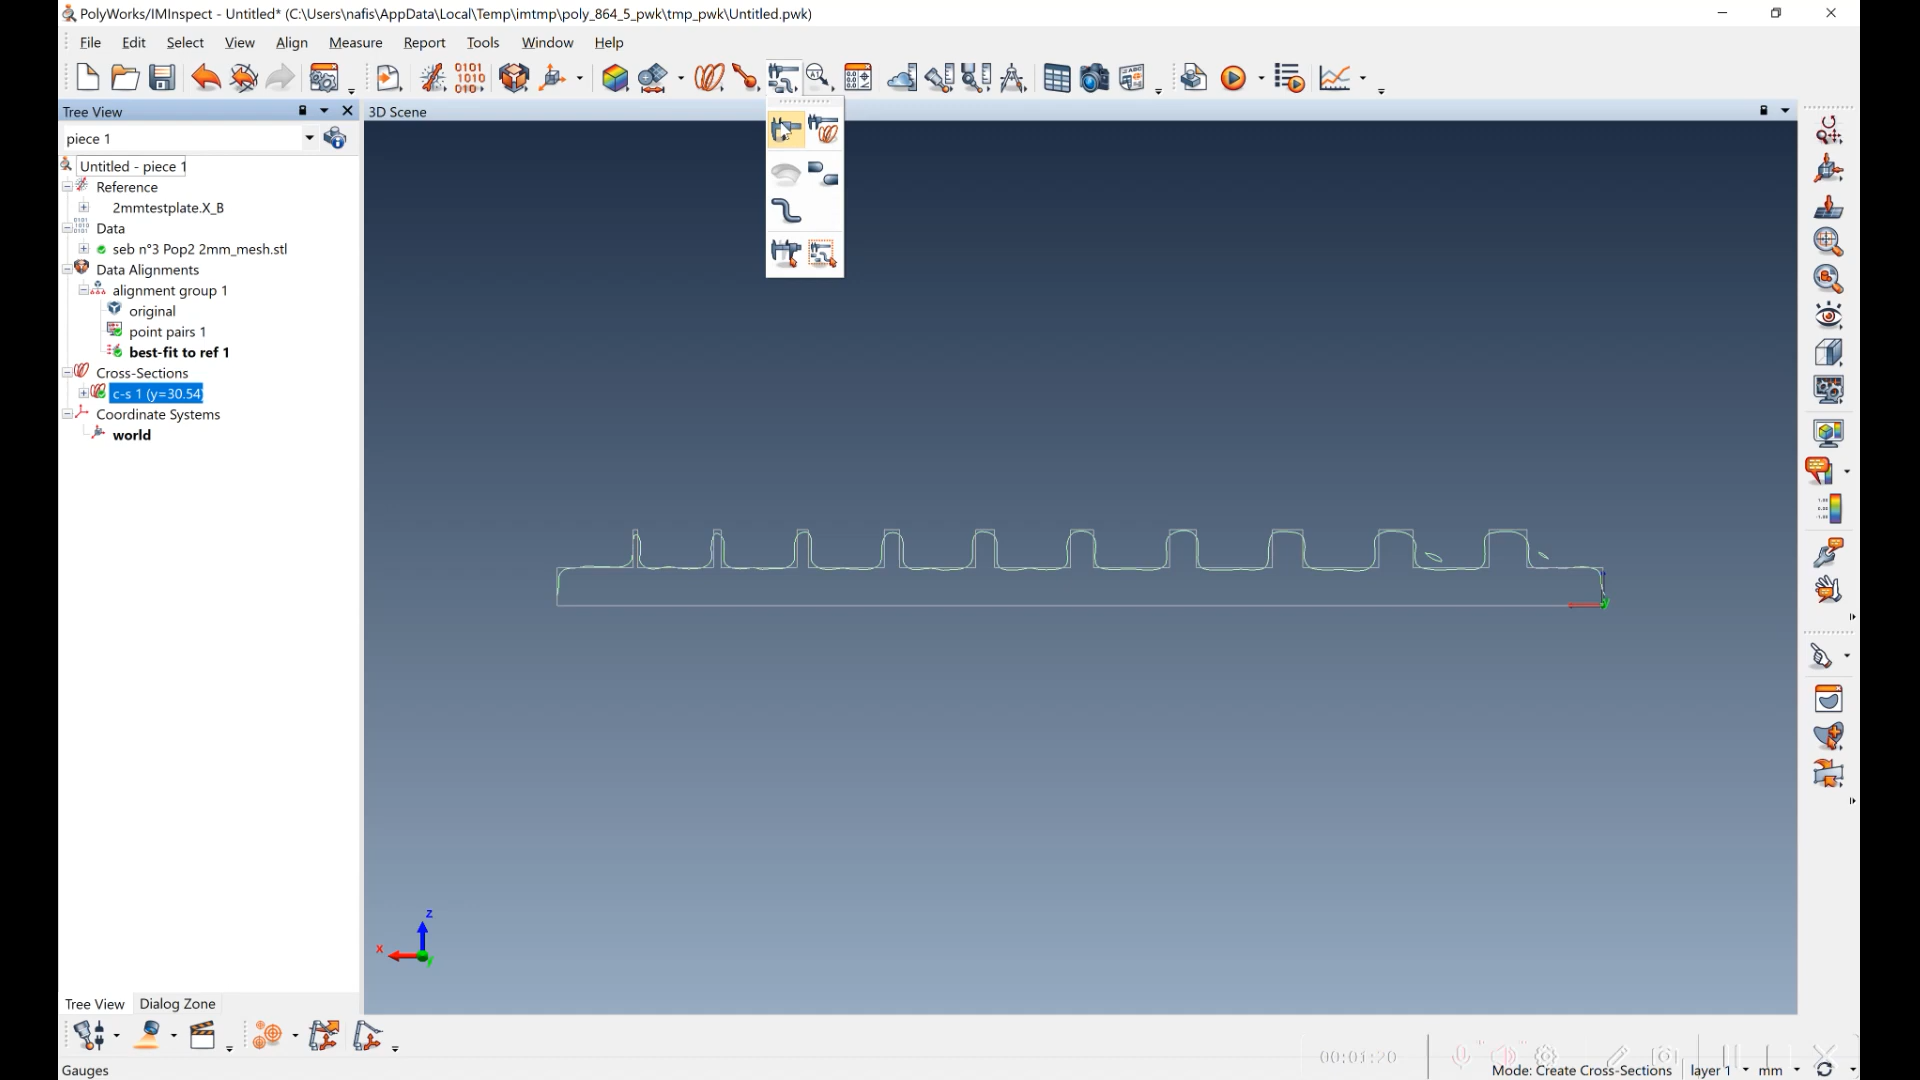 PolyWorks/IMInspect - Untitled* (C:\Users\nafis\AppData\Local\Temp\imtmp\poly_864_5_pwk\tmp_pwk\Untitled.pwk)
File Edit Select View Align Measure Report Tools Window Help
Tree View
3D Scene
piece 1
Untitled - piece 1
Reference
2mmtestplate.X_B
Data
seb n°3 Pop2 2mm_mesh.stl
Data Alignments
alignment group 1
original
point pairs 1
best-fit to ref 1
Cross-Sections
c-s 1 (y=30.54)
Coordinate Systems
world
z
x
y
y
Tree View Dialog Zone
00:01:20
Gauges
Mode: Create Cross-Sections layer 1 mm